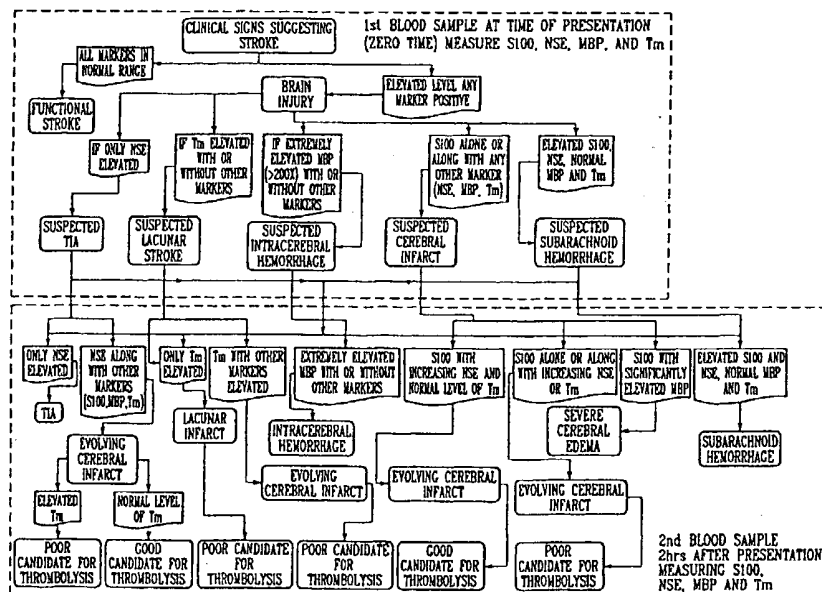 CLINICAL SIGNS SUGGESTING
STROKE
1st BLOOD SAMPLE AT TIME OF PRESENTATION
(ZERO TIME) MEASURE S100, NSE, MBP, AND Tm
ALL MARKERS IN
NORMAL RANGE
FUNCTIONAL
STROKE
BRAIN
INJURY
ELEVATED LEVEL ANY
MARKER POSITIVE
IF ONLY NSE
ELEVATED
IF Tm ELEVATED
WITH OR
WITHOUT OTHER
MARKERS
IF EXTREMELY
ELEVATED MBP
(>200X) WITH OR
WITHOUT OTHER
MARKERS
S100 ALONE OR
ALONG WITH ANY
OTHER MARKER
(NSE, MBP, Tm)
ELEVATED S100,
NSE, NORMAL
MBP AND Tm
SUSPECTED
TIA
SUSPECTED
LACUNAR
STROKE
SUSPECTED
INTRACEREBRAL
HEMORRHAGE
SUSPECTED
CEREBRAL
INFARCT
SUSPECTED
SUBARACHNOID
HEMORRHAGE
ONLY NSE
ELEVATED
NSE ALONG
WITH OTHER
MARKERS
(S100,MBP,Tm)
ONLY Tm
ELEVATED
Tm WITH OTHER
MARKERS
ELEVATED
EXTREMELY ELEVATED
MBP WITH OR WITHOUT
OTHER MARKERS
S100 WITH
INCREASING NSE AND
NORMAL LEVEL OF Tm
S100 ALONE OR ALONG
WITH INCREASING NSE
OR Tm
S100 WITH
SIGNIFICANTLY
ELEVATED MBP
ELEVATED S100 AND
NSE, NORMAL MBP
AND Tm
TIA
LACUNAR
INFARCT
INTRACEREBRAL
HEMORRHAGE
SEVERE
CEREBRAL
EDEMA
SUBARACHNOID
HEMORRHAGE
EVOLVING
CEREBRAL
INFARCT
EVOLVING
CEREBRAL INFARCT
EVOLVING CEREBRAL
INFARCT
EVOLVING CEREBRAL
INFARCT
ELEVATED
Tm
NORMAL LEVEL
OF Tm
POOR
CANDIDATE FOR
THROMBOLYSIS
GOOD
CANDIDATE FOR
THROMBOLYSIS
POOR CANDIDATE
FOR
THROMBOLYSIS
POOR
CANDIDATE FOR
THROMBOLYSIS
GOOD
CANDIDATE FOR
THROMBOLYSIS
POOR
CANDIDATE FOR
THROMBOLYSIS
2nd BLOOD SAMPLE
2hrs AFTER PRESENTATION
MEASURING S100,
NSE, MBP AND Tm